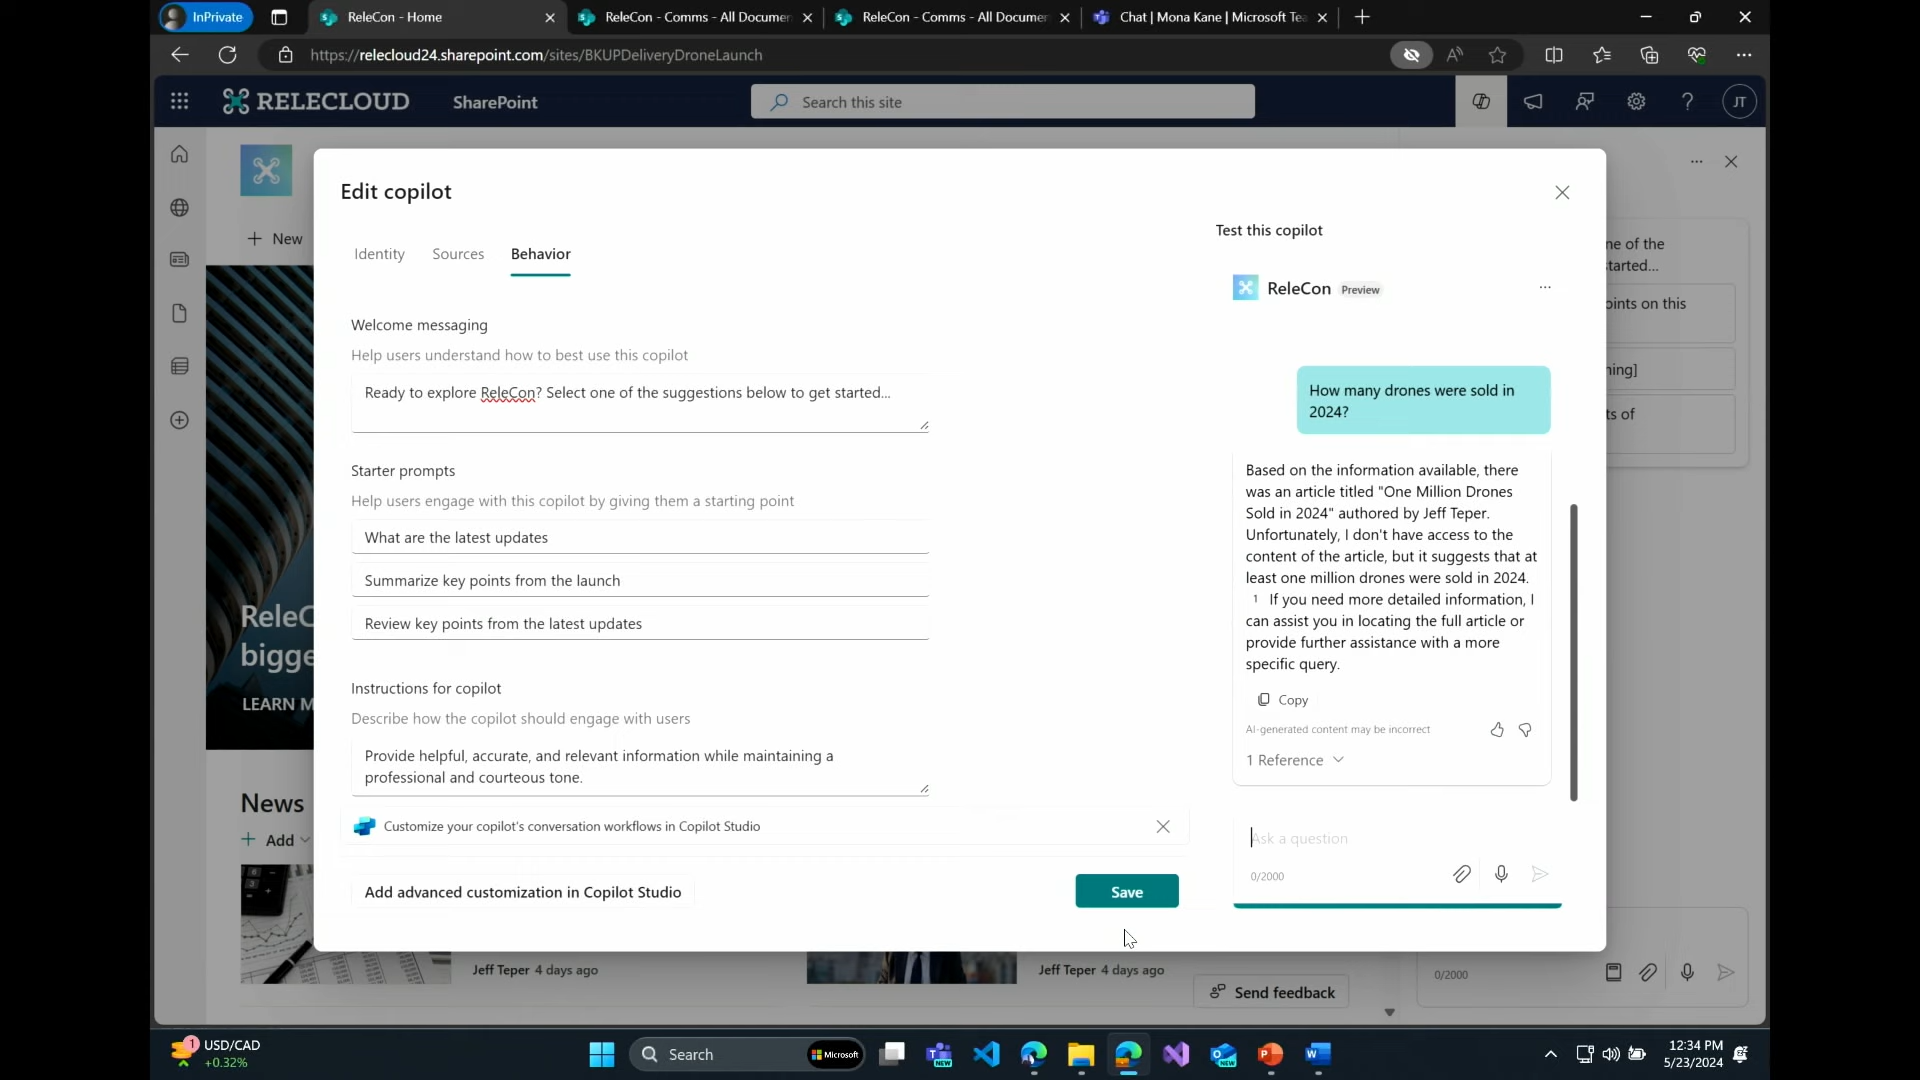 InPrivate
ReleCon - Home
ReleCon - Comms - All Documen
ReleCon - Comms - All Documen
Chat | Mona Kane | Microsoft Tea
https://relecloud24.sharepoint.com/sites/BKUPDeliveryDroneLaunch
RELECLOUD
SharePoint
Search this site
JT
New
ReleC
bigge
LEARN M
News
Add
Edit copilot
Identity
Sources
Behavior
Welcome messaging
Help users understand how to best use this copilot
Ready to explore ReleCon? Select one of the suggestions below to get started...
Starter prompts
Help users engage with this copilot by giving them a starting point
What are the latest updates
Summarize key points from the launch
Review key points from the latest updates
Instructions for copilot
Describe how the copilot should engage with users
Provide helpful, accurate, and relevant information while maintaining a
professional and courteous tone.
Customize your copilot's conversation workflows in Copilot Studio
Add advanced customization in Copilot Studio
Save
Test this copilot
ReleCon Preview
How many drones were sold in
2024?
Based on the information available, there
was an article titled "One Million Drones
Sold in 2024" authored by Jeff Teper.
Unfortunately, I don't have access to the
content of the article, but it suggests that at
least one million drones were sold in 2024.
1 If you need more detailed information, I
can assist you in locating the full article or
provide further assistance with a more
specific query.
Copy
AI-generated content may be incorrect
1 Reference
Ask a question
0/2000
ne of the
started...
oints on this
ning]
ts of
0/2000
Jeff Teper 4 days ago
Jeff Teper 4 days ago
Send feedback
1
USD/CAD
+0.32%
Search
Microsoft
NEW
NEW
12:34 PM
5/23/2024